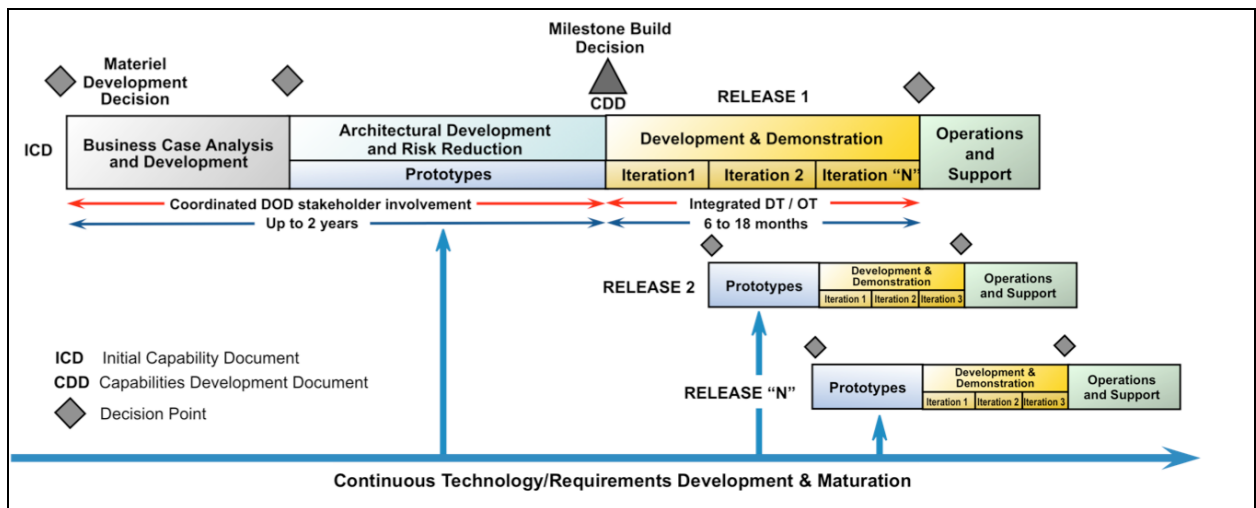 Milestone Build
Decision
Materiel
Development
Decision
CDD
RELEASE 1
ICD
Business Case Analysis
and Development
Architectural Development
and Risk Reduction
Prototypes
Development & Demonstration
Iteration1
Iteration 2
Iteration “N”
Operations
and
Support
Coordinated DOD stakeholder involvement
Integrated DT / OT
Up to 2 years
6 to 18 months
RELEASE 2
Prototypes
Development &
Demonstration
Iteration 1
Iteration 2
Iteration 3
Operations
and Support
ICD Initial Capability Document
CDD Capabilities Development Document
Decision Point
RELEASE “N”
Prototypes
Development &
Demonstration
Iteration 1
Iteration 2
Iteration 3
Operations
and Support
Continuous Technology/Requirements Development & Maturation